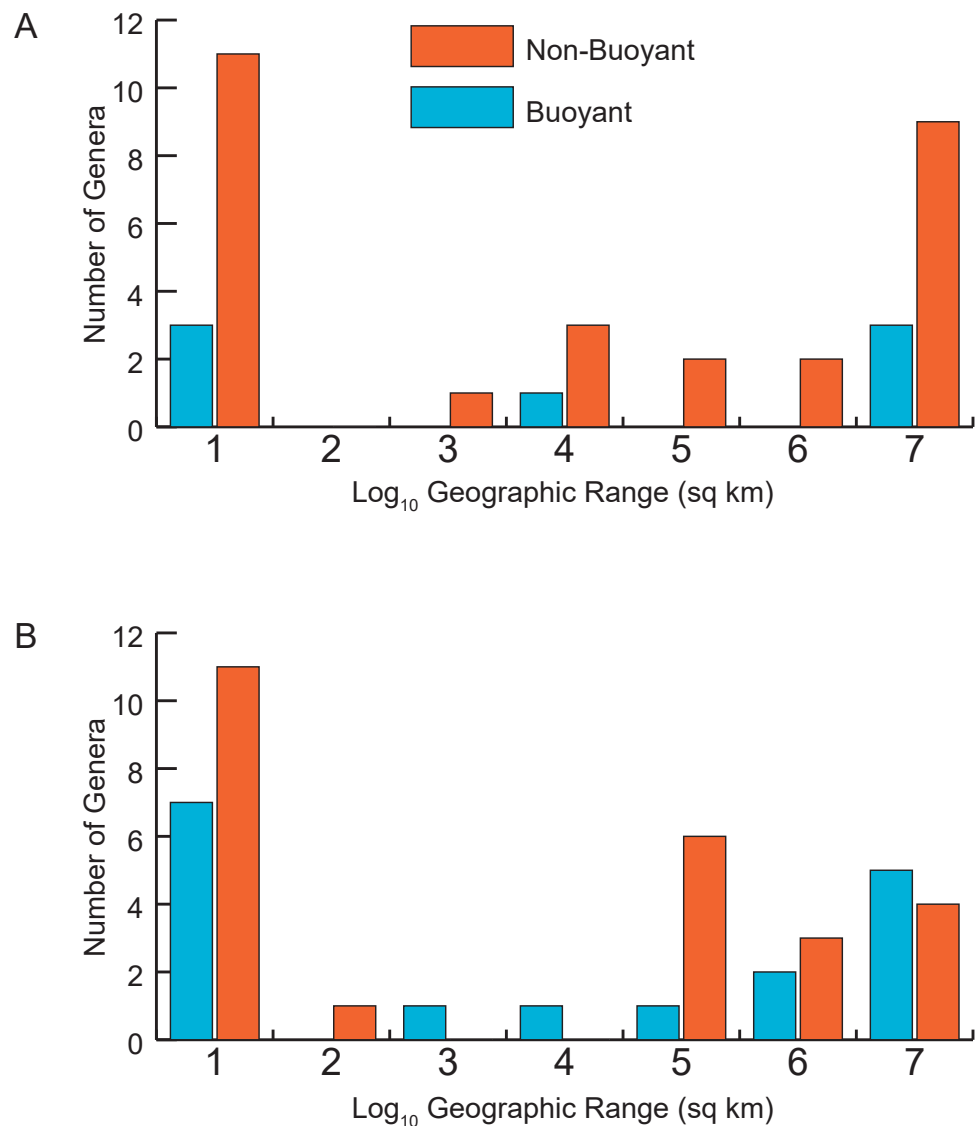 A
12
10
8
6
4
2
0
Number of Genera
Non-Buoyant
Buoyant
1 2 3 4 5 6 7
Log₁₀ Geographic Range (sq km)
B
12
10
8
6
4
2
0
Number of Genera
1 2 3 4 5 6 7
Log₁₀ Geographic Range (sq km)